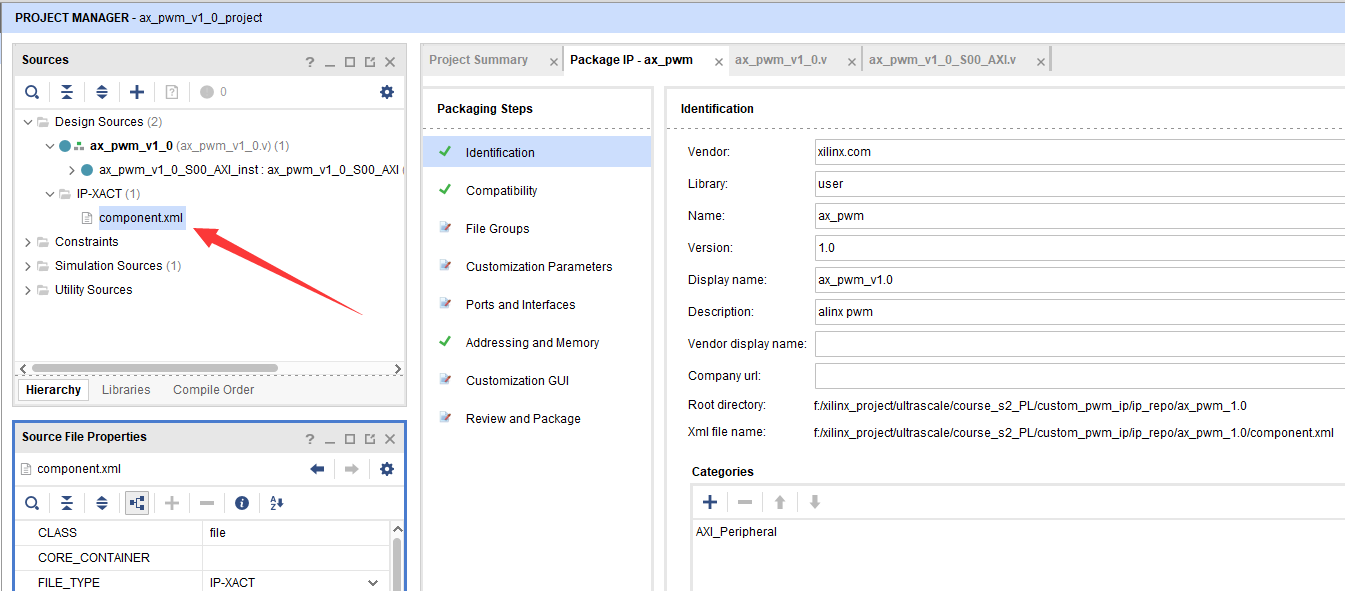 PROJECT MANAGER - ax_pwm_v1_0_project
Sources
? _
0
Design Sources (2)
ax_pwm_v1_0 (ax_pwm_v1_0.v) (1)
ax_pwm_v1_0_S00_AXI_inst : ax_pwm_v1_0_S00_AXI (
IP-XACT (1)
component.xml
Constraints
Simulation Sources (1)
Utility Sources
Hierarchy Libraries Compile Order
Source File Properties
component.xml
CLASS file
CORE_CONTAINER
FILE_TYPE IP-XACT
Project Summary Package IP - ax_pwm ax_pwm_v1_0.v ax_pwm_v1_0_S00_AXI.v
Packaging Steps
Identification
Compatibility
File Groups
Customization Parameters
Ports and Interfaces
Addressing and Memory
Customization GUI
Review and Package
Identification
Vendor: xilinx.com
Library: user
Name: ax_pwm
Version: 1.0
Display name: ax_pwm_v1.0
Description: alinx pwm
Vendor display name:
Company url:
Root directory: f:/xilinx_project/ultrascale/course_s2_PL/custom_pwm_ip/ip_repo/ax_pwm_1.0
Xml file name: f:/xilinx_project/ultrascale/course_s2_PL/custom_pwm_ip/ip_repo/ax_pwm_1.0/component.xml
Categories
AXI_Peripheral